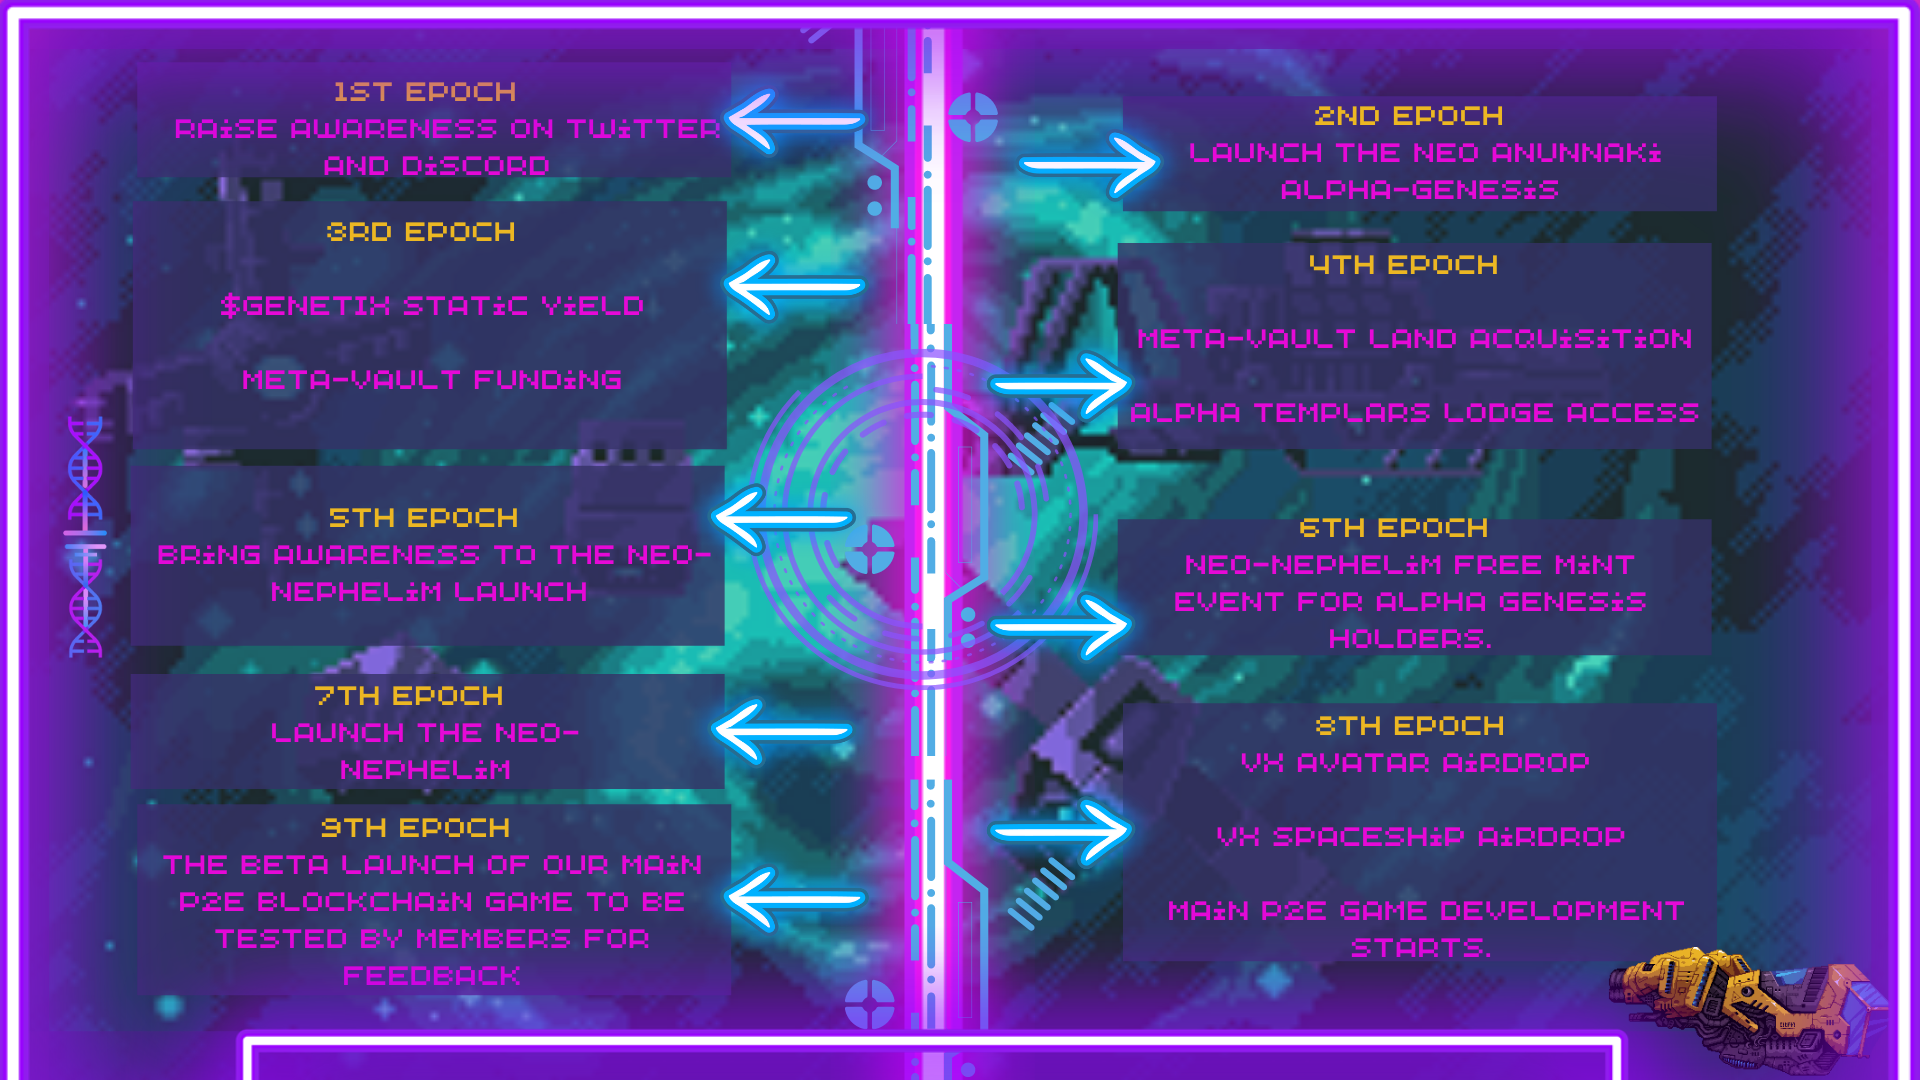 1ST EPOCH
RAiSE AWARENESS ON TWiTTER
AND DiSCORD
2ND EPOCH
LAUNCH THE NEO ANUNNAKi
ALPHA-GENESiS
3RD EPOCH
$GENETIX STATiC YiELD
META-VAULT FUNDiNG
4TH EPOCH
META-VAULT LAND ACQUiSiTiON
ALPHA TEMPLARS LODGE ACCESS
5TH EPOCH
BRiNG AWARENESS TO THE NEO-
NEPHELiM LAUNCH
6TH EPOCH
NEO-NEPHELiM FREE MiNT
EVENT FOR ALPHA GENESiS
HOLDERS.
7TH EPOCH
LAUNCH THE NEO-
NEPHELiM
8TH EPOCH
VX AVATAR AiRDROP
VX SPACESHiP AiRDROP
MAiN P2E GAME DEVELOPMENT
STARTS.
9TH EPOCH
THE BETA LAUNCH OF OUR MAiN
P2E BLOCKCHAiN GAME TO BE
TESTED BY MEMBERS FOR
FEEDBACK